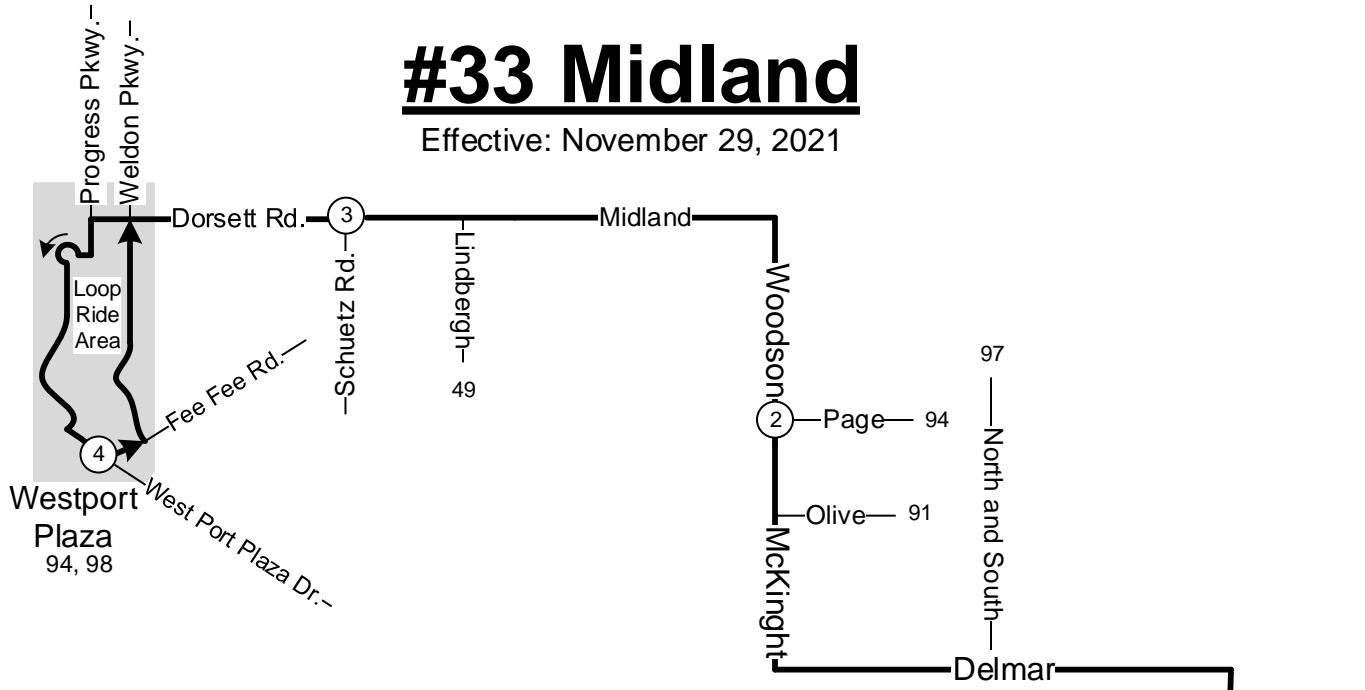 #33 Midland
Effective: November 29, 2021
Progress Pkwy.
Weldon Pkwy.
Dorsett Rd.
3
Midland
Loop
Ride
Area
Schuetz Rd.
Lindbergh
49
Woodson
Fee Fee Rd.
97
2
Page
94
4
North and South
Westport
Plaza
94, 98
West Port Plaza Dr.
Olive
91
McKinght
Delmar